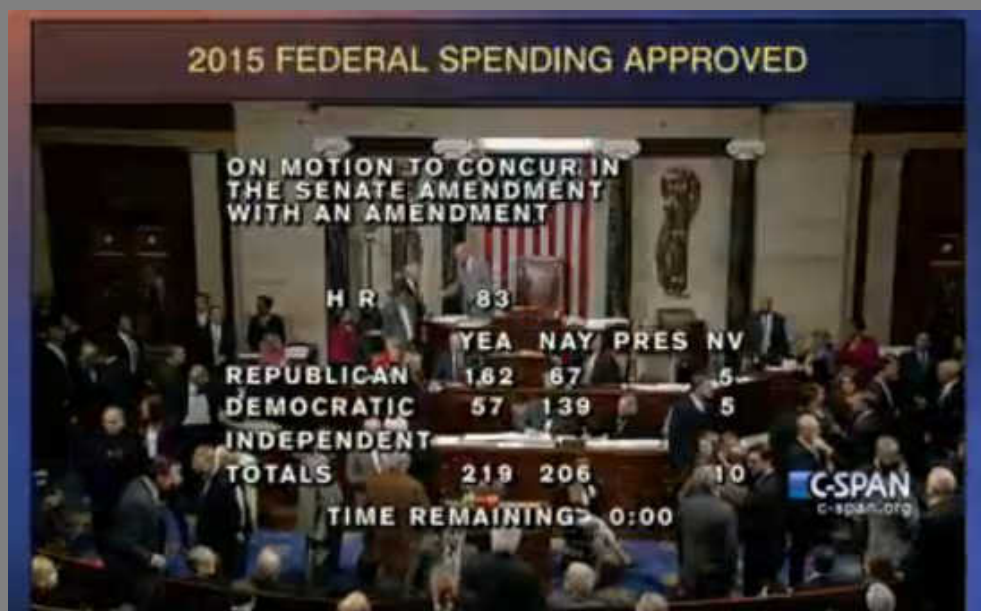 2015 FEDERAL SPENDING APPROVED
ON MOTION TO CONCUR IN
THE SENATE AMENDMENT
WITH AN AMENDMENT
H R 83
YEA NAY PRES NV
REPUBLICAN 162 67 5
DEMOCRATIC 57 139 5
INDEPENDENT
TOTALS 219 206 10
C-SPAN
c-span.org
TIME REMAINING 0:00